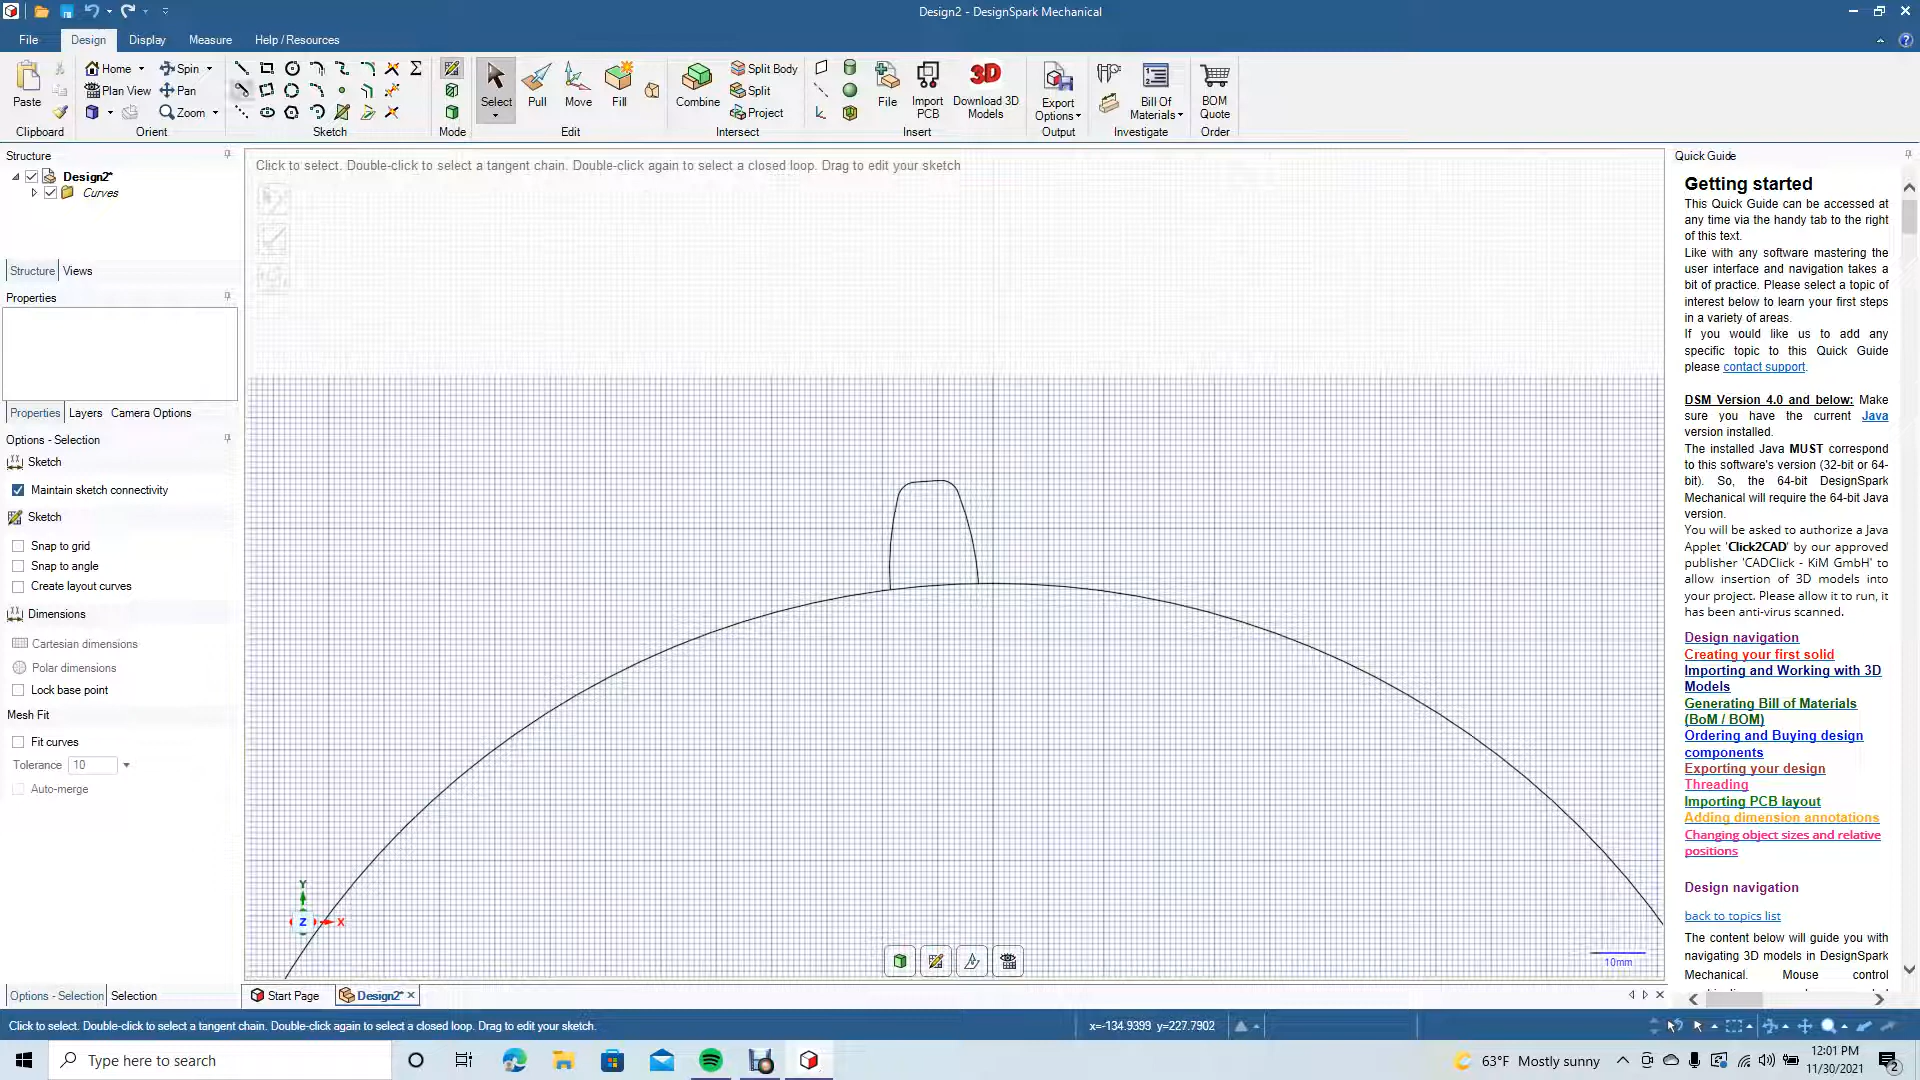 Design2 - DesignSpark Mechanical
File
Design
Display
Measure
Help / Resources
Paste
Clipboard
Home
Spin
Plan View
Pan
Zoom
Orient
Sketch
Mode
Select
Pull
Move
Fill
Edit
Combine
Split Body
Split
Project
Intersect
File
Import PCB
Download 3D Models
Insert
Export Options
Output
Bill Of Materials
Investigate
BOM Quote
Order
Structure
Design2*
Curves
Structure
Views
Properties
Properties
Layers
Camera Options
Options - Selection
Sketch
Maintain sketch connectivity
Sketch
Snap to grid
Snap to angle
Create layout curves
Dimensions
Cartesian dimensions
Polar dimensions
Lock base point
Mesh Fit
Fit curves
Tolerance 10
Auto-merge
Options - Selection
Selection
Click to select. Double-click to select a tangent chain. Double-click again to select a closed loop. Drag to edit your sketch
Y
Z
X
10mm
Start Page
Design2*
Quick Guide
Getting started
This Quick Guide can be accessed at
any time via the handy tab to the right
of this text.
Like with any software mastering the
user interface and navigation takes a
bit of practice. Please select a topic of
interest below to learn your first steps
in a variety of areas.
If you would like us to add any
specific topic to this Quick Guide
please contact support.
DSM Version 4.0 and below: Make
sure you have the current Java
version installed.
The installed Java MUST correspond
to this software's version (32-bit or 64-
bit). So, the 64-bit DesignSpark
Mechanical will require the 64-bit Java
version.
You will be asked to authorize a Java
Applet 'Click2CAD' by our approved
publisher 'CADClick - KiM GmbH' to
allow insertion of 3D models into
your project. Please allow it to run, it
has been anti-virus scanned.
Design navigation
Creating your first solid
Importing and Working with 3D
Models
Generating Bill of Materials
(BoM / BOM)
Ordering and Buying design
components
Exporting your design
Threading
Importing PCB layout
Adding dimension annotations
Changing object sizes and relative
positions
Design navigation
back to topics list
The content below will guide you with
navigating 3D models in DesignSpark
Mechanical. Mouse control
Click to select. Double-click to select a tangent chain. Double-click again to select a closed loop. Drag to edit your sketch.
x=-134.9399 y=227.7902
Type here to search
63°F Mostly sunny
12:01 PM
11/30/2021
2